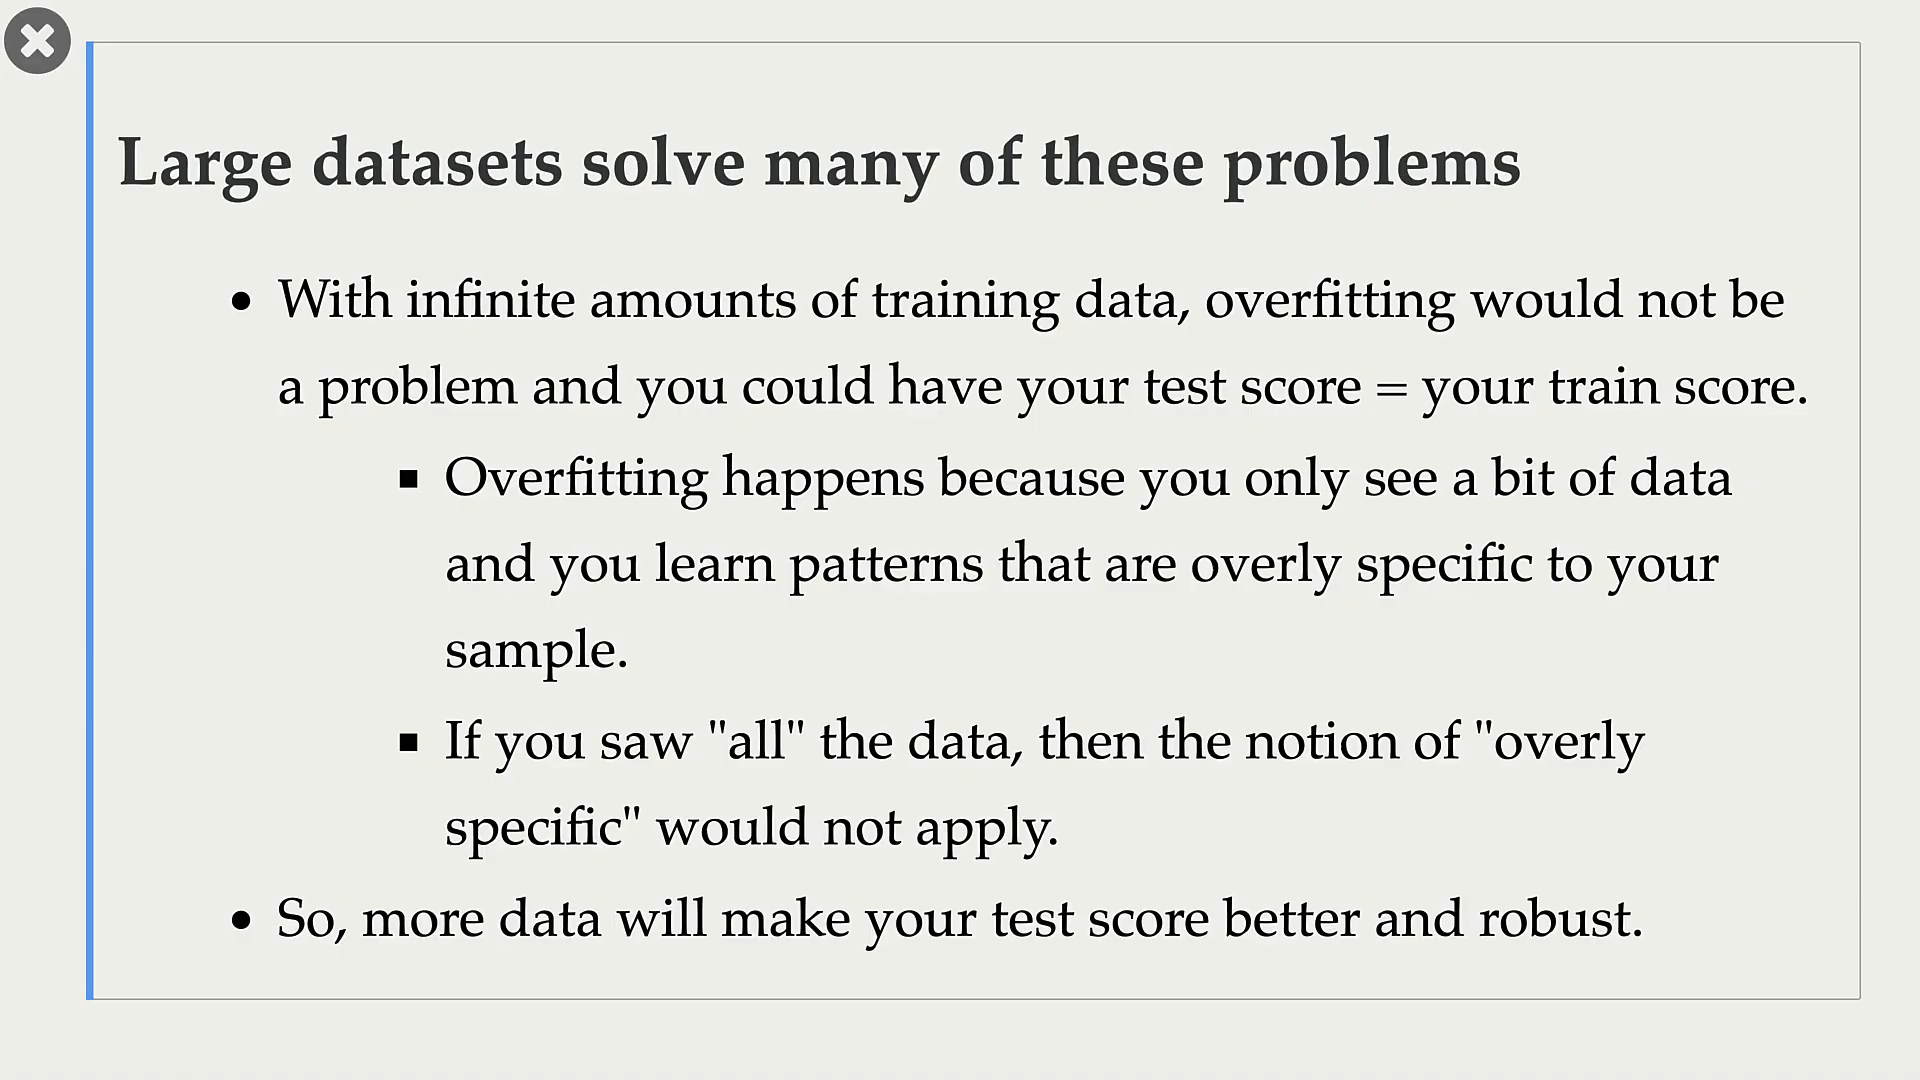 Large datasets solve many of these problems
• With infinite amounts of training data, overfitting would not be
a problem and you could have your test score = your train score.
▪ Overfitting happens because you only see a bit of data
and you learn patterns that are overly specific to your
sample.
▪ If you saw "all" the data, then the notion of "overly
specific" would not apply.
• So, more data will make your test score better and robust.